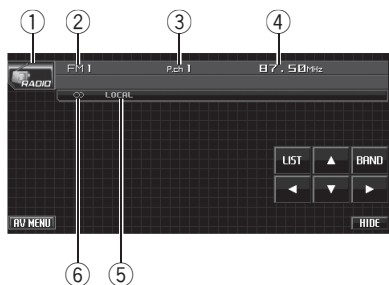 ① ② ③ ④
RADIO FM 1 P.ch 1 87.50MHz
∞ LOCAL
LIST ▲ BAND
◄ ▼ ►
AV MENU HIDE
⑥ ⑤